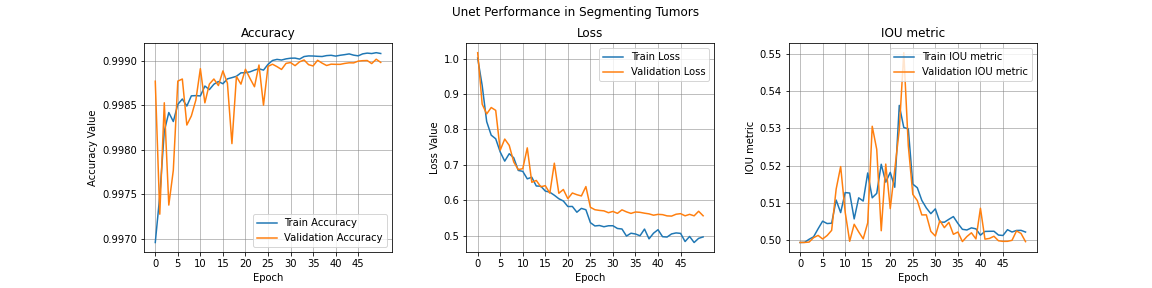 Unet Performance in Segmenting Tumors
Accuracy
Accuracy Value
0.9990
0.9985
0.9980
0.9975
0.9970
Train Accuracy
Validation Accuracy
0 5 10 15 20 25 30 35 40 45
Epoch
Loss
Loss Value
1.0
0.9
0.8
0.7
0.6
0.5
Train Loss
Validation Loss
0 5 10 15 20 25 30 35 40 45
Epoch
IOU metric
IOU metric
0.55
0.54
0.53
0.52
0.51
0.50
Train IOU metric
Validation IOU metric
0 5 10 15 20 25 30 35 40 45
Epoch